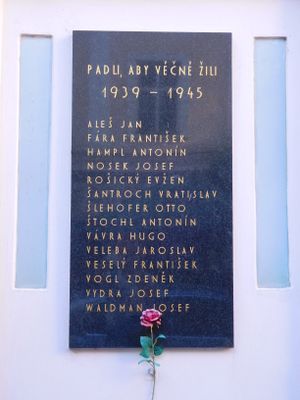 PADLI, ABY VĚČNĚ ŽILI
1939 – 1945
ALEŠ JAN
FÁRA FRANTIŠEK
HAMPL ANTONÍN
NOSEK JOSEF
ROŠICKÝ EVŽEN
ŠANTROCH VRATISLAV
ŠLEHOFER OTTO
ŠTOCHL ANTONÍN
VÁVRA HUGO
VELEBA JAROSLAV
VESELÝ FRANTIŠEK
VOGL ZDENĚK
VYDRA JOSEF
WALDMAN JOSEF